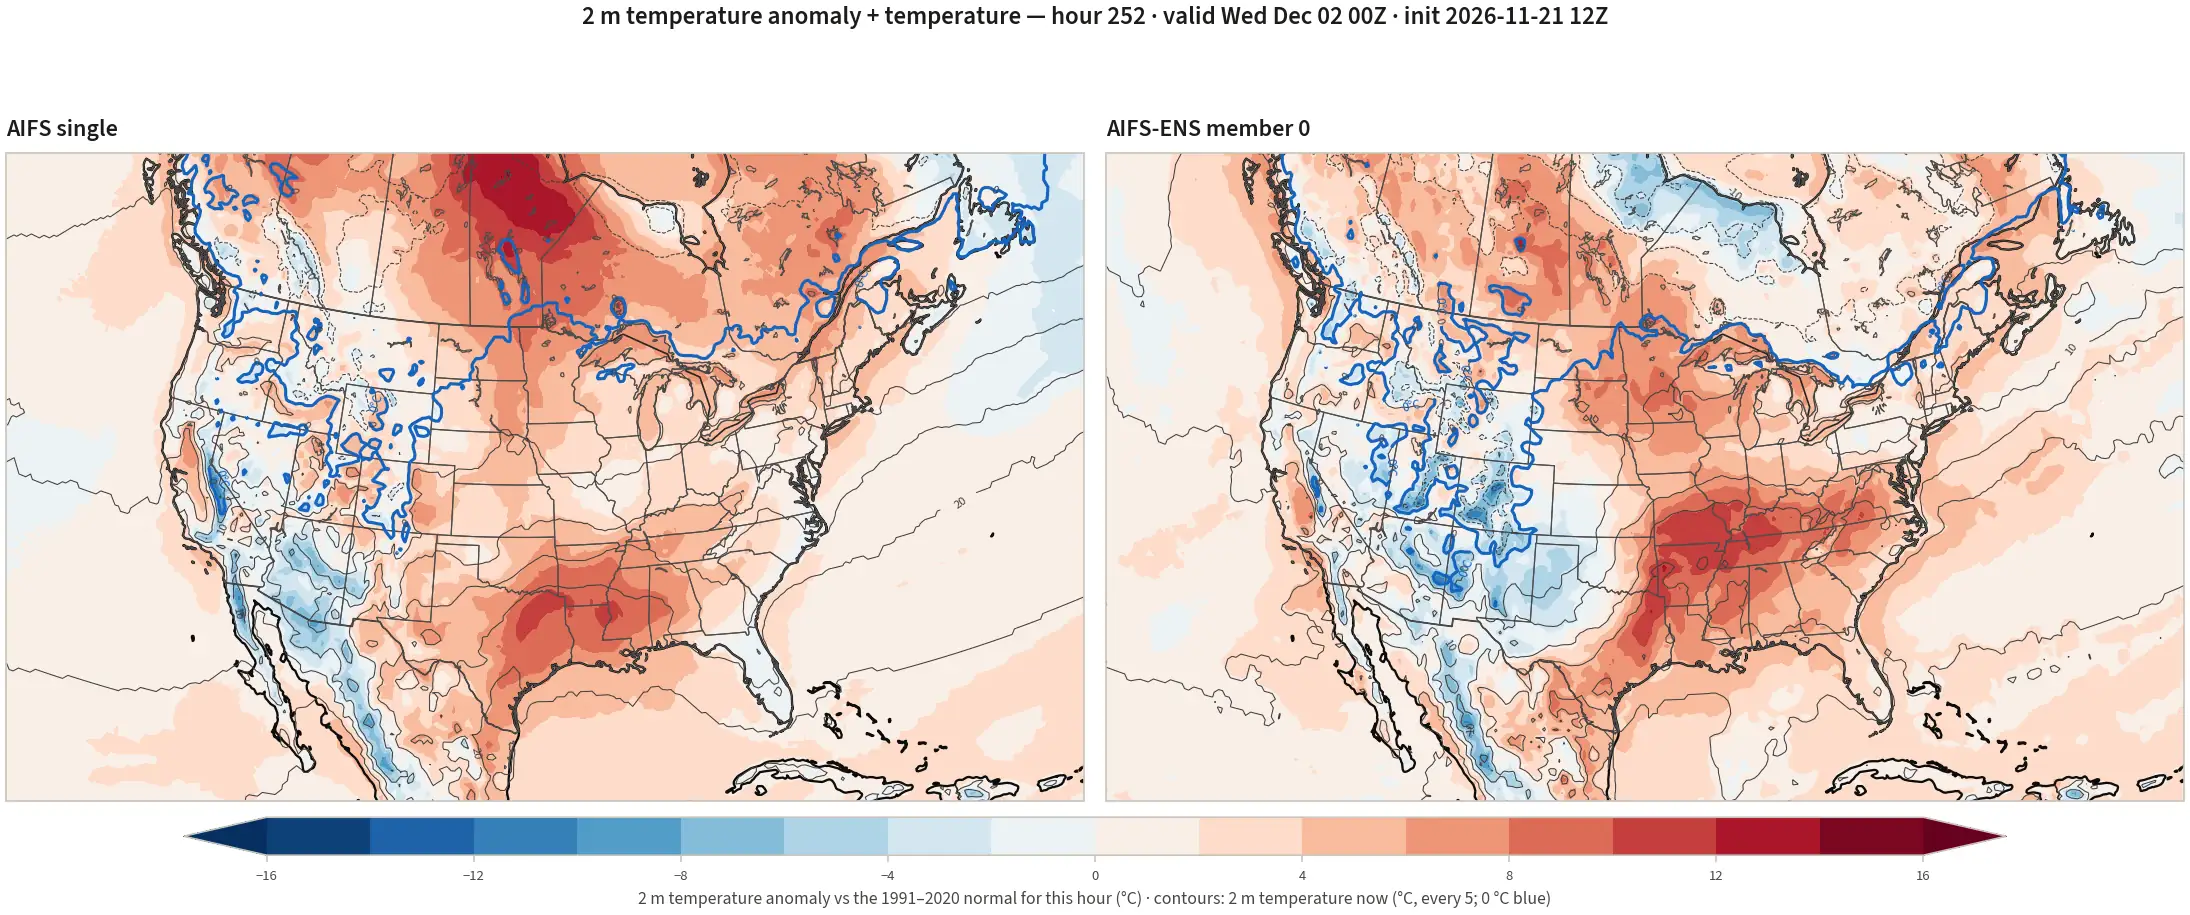 2 m temperature anomaly + temperature — hour 252 · valid Wed Dec 02 00Z · init 2026-11-21 12Z
AIFS single
AIFS-ENS member 0
20
10
−16
−12
−8
−4
0
4
8
12
16
2 m temperature anomaly vs the 1991–2020 normal for this hour (°C) · contours: 2 m temperature now (°C, every 5; 0 °C blue)